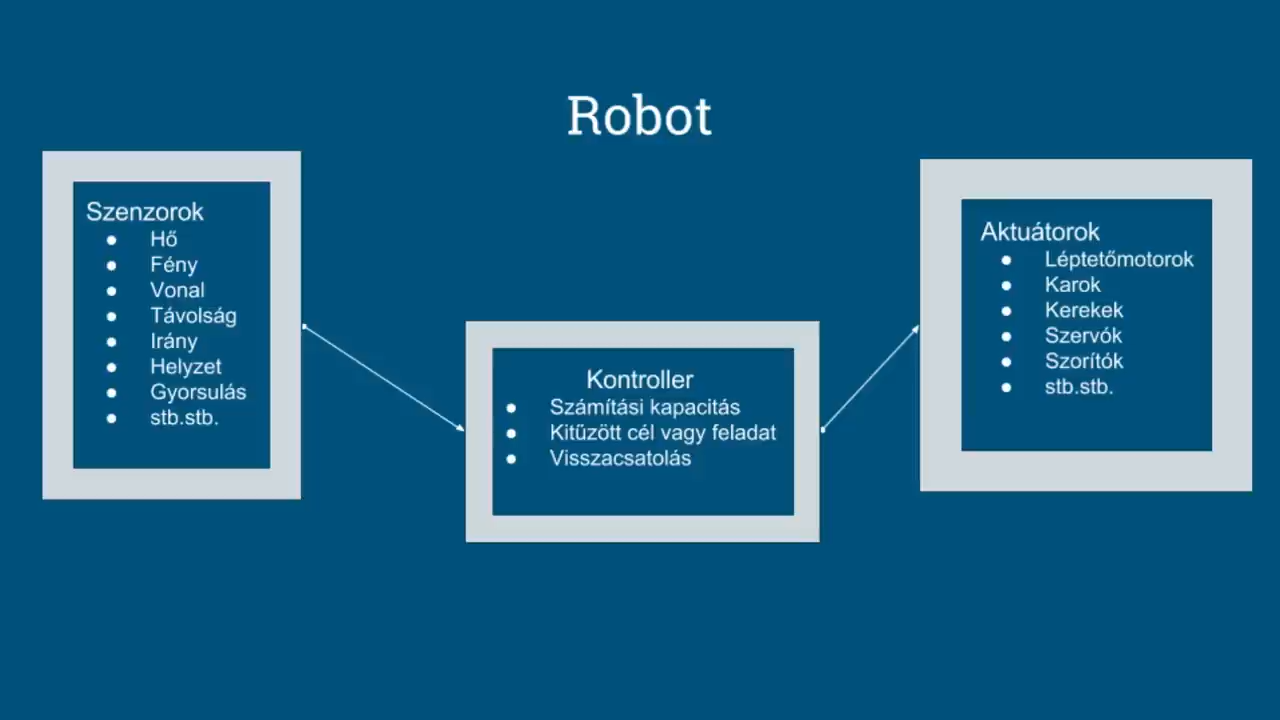 Robot
Szenzorok
● Hő
● Fény
● Vonal
● Távolság
● Irány
● Helyzet
● Gyorsulás
● stb.stb.
Kontroller
● Számítási kapacitás
● Kitűzött cél vagy feladat
● Visszacsatolás
Aktuátorok
● Léptetőmotorok
● Karok
● Kerekek
● Szervók
● Szorítók
● stb.stb.